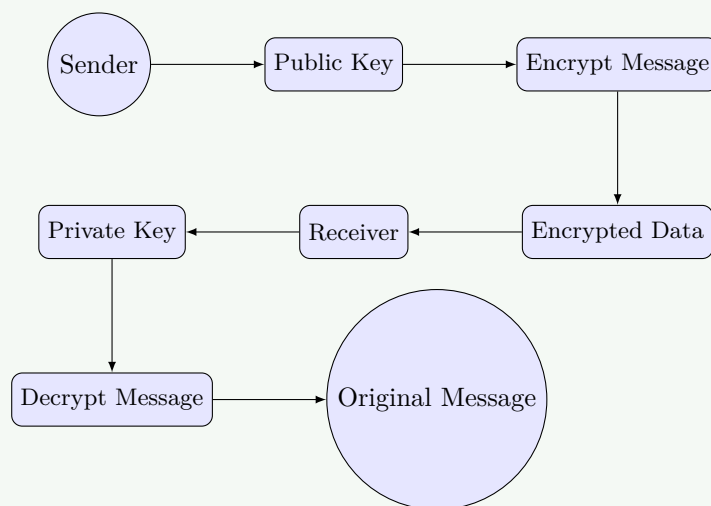 Sender
Public Key
Encrypt Message
Encrypted Data
Receiver
Private Key
Decrypt Message
Original Message